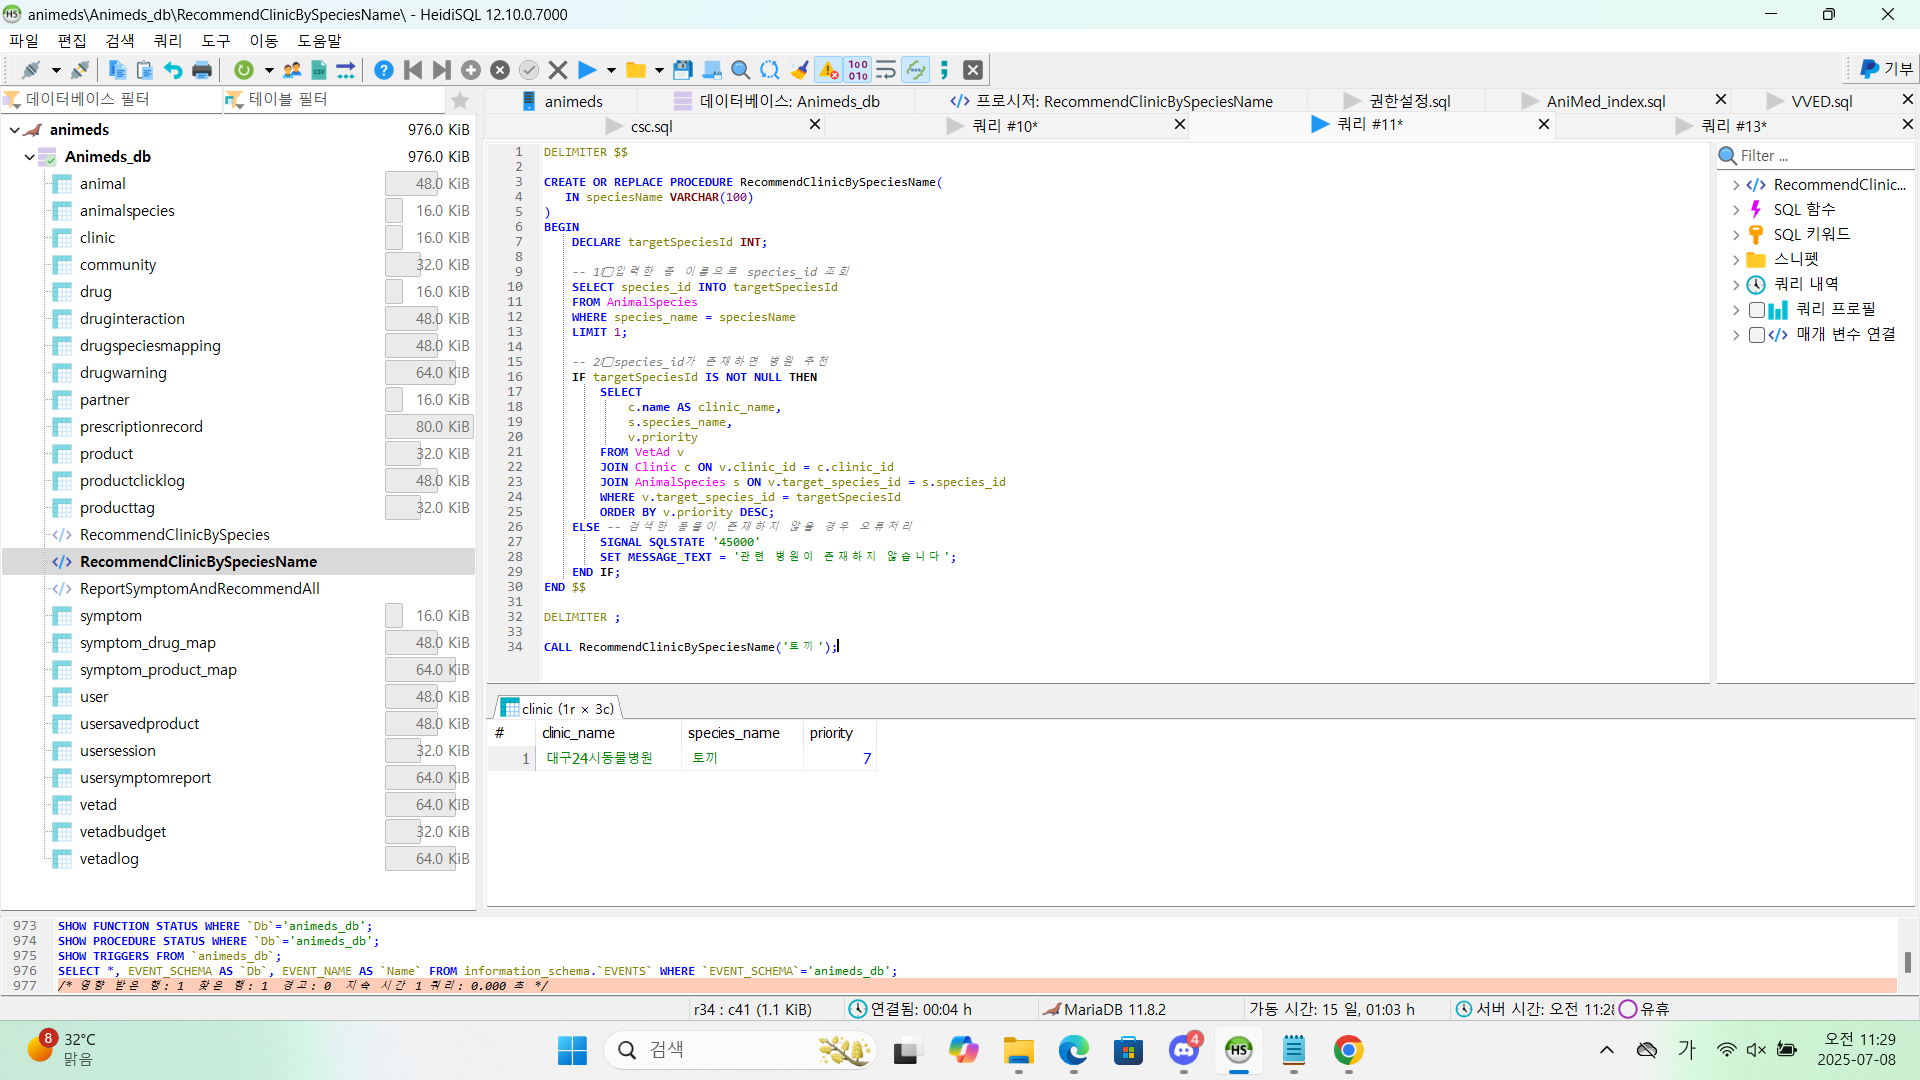 animeds\Animeds_db\RecommendClinicBySpeciesName\ - HeidiSQL 12.10.0.7000
파일 편집 검색 쿼리 도구 이동 도움말
기부
데이터베이스 필터 테이블 필터
animeds 데이터베이스: Animeds_db 프로시저: RecommendClinicBySpeciesName 권한설정.sql AniMed_index.sql VVED.sql
csc.sql 쿼리 #10* 쿼리 #11* 쿼리 #13*
animeds 976.0 KiB
Animeds_db 976.0 KiB
animal 48.0 KiB
animalspecies 16.0 KiB
clinic 16.0 KiB
community 32.0 KiB
drug 16.0 KiB
druginteraction 48.0 KiB
drugspeciesmapping 48.0 KiB
drugwarning 64.0 KiB
partner 16.0 KiB
prescriptionrecord 80.0 KiB
product 32.0 KiB
productclicklog 48.0 KiB
producttag 32.0 KiB
RecommendClinicBySpecies
RecommendClinicBySpeciesName
ReportSymptomAndRecommendAll
symptom 16.0 KiB
symptom_drug_map 48.0 KiB
symptom_product_map 64.0 KiB
user 48.0 KiB
usersavedproduct 48.0 KiB
usersession 32.0 KiB
usersymptomreport 64.0 KiB
vetad 64.0 KiB
vetadbudget 32.0 KiB
vetadlog 64.0 KiB
1 DELIMITER $$
2
3 CREATE OR REPLACE PROCEDURE RecommendClinicBySpeciesName(
4 IN speciesName VARCHAR(100)
5 )
6 BEGIN
7 DECLARE targetSpeciesId INT;
8
9 -- 1 입력한 종 이름으로 species_id 조회
10 SELECT species_id INTO targetSpeciesId
11 FROM AnimalSpecies
12 WHERE species_name = speciesName
13 LIMIT 1;
14
15 -- 2 species_id가 존재하면 병원 추천
16 IF targetSpeciesId IS NOT NULL THEN
17 SELECT
18 c.name AS clinic_name,
19 s.species_name,
20 v.priority
21 FROM VetAd v
22 JOIN Clinic c ON v.clinic_id = c.clinic_id
23 JOIN AnimalSpecies s ON v.target_species_id = s.species_id
24 WHERE v.target_species_id = targetSpeciesId
25 ORDER BY v.priority DESC;
26 ELSE -- 검색한 동물이 존재하지 않을 경우 오류처리
27 SIGNAL SQLSTATE '45000'
28 SET MESSAGE_TEXT = '관련 병원이 존재하지 않습니다';
29 END IF;
30 END $$
31
32 DELIMITER ;
33
34 CALL RecommendClinicBySpeciesName('토끼');
Filter ...
RecommendClinic...
SQL 함수
SQL 키워드
스니펫
쿼리 내역
쿼리 프로필
매개 변수 연결
clinic (1r × 3c)
# clinic_name species_name priority
1 대구24시동물병원 토끼 7
973 SHOW FUNCTION STATUS WHERE `Db`='animeds_db';
974 SHOW PROCEDURE STATUS WHERE `Db`='animeds_db';
975 SHOW TRIGGERS FROM `animeds_db`;
976 SELECT *, EVENT_SCHEMA AS `Db`, EVENT_NAME AS `Name` FROM information_schema.`EVENTS` WHERE `EVENT_SCHEMA`='animeds_db';
977 /* 영향 받은 행: 1 찾은 행: 1 경고: 0 지속 시간 1 쿼리: 0.000 초 */
r34 : c41 (1.1 KiB) 연결됨: 00:04 h MariaDB 11.8.2 가동 시간: 15 일, 01:03 h 서버 시간: 오전 11:28 유휴
8 32°C
맑음
검색
4
HS
가
오전 11:29
2025-07-08